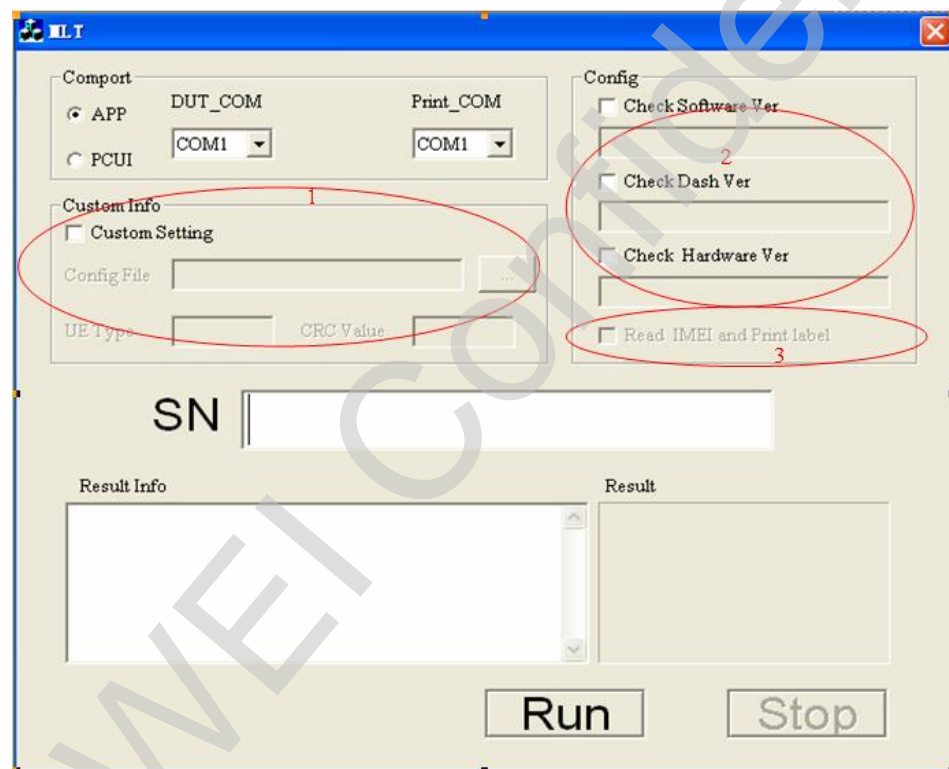 MLT
Comport
APP
PCUI
DUT_COM
COM1
Print_COM
COM1
Config
Check Software Ver
2
Check Dash Ver
Check Hardware Ver
Read IMEI and Print label
3
Custom Info
1
Custom Setting
Config File
...
UE Type
CRC Value
SN
Result Info
Result
Run
Stop
WEI Confiden